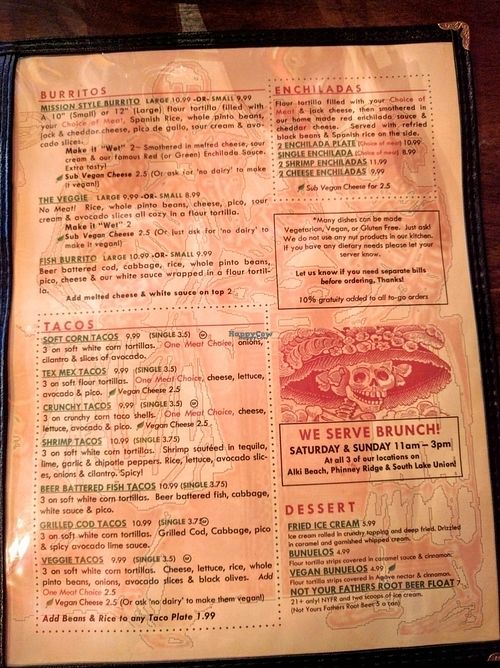 BURRITOS
MISSION STYLE BURRITO LARGE 10.99 -OR- SMALL 9.99
A 10" (Small) or 12" (Large) flour tortilla filled with
your Choice of Meat, Spanish Rice, whole pinto beans,
jack & cheddar cheese, pico de gallo, sour cream & avo-
cado slices.
Make it "Wet" 2~ Smothered in melted cheese, sour
cream & our famous Red (or Green) Enchilada Sauce.
Extra tasty!
Sub Vegan Cheese 2.5 (Or ask for 'no dairy' to make
it vegan!)
THE VEGGIE LARGE 9.99 -OR- SMALL 8.99
No Meat! Rice, whole pinto beans, cheese, pico, sour
cream & avocado slices all cozy in a flour tortilla.
Make it "Wet" 2
Sub Vegan Cheese 2.5 (Or just ask for 'no dairy' to
make it vegan!)
FISH BURRITO LARGE 10.99 -OR- SMALL 9.99
Beer battered cod, cabbage, rice, whole pinto beans,
pico, cheese & our white sauce wrapped in a flour tortil-
la.
Add melted cheese & white sauce on top 2
TACOS
SOFT CORN TACOS 9.99 (SINGLE 3.5) GF
3 on soft white corn tortillas. One Meat Choice, onions,
cilantro & slices of avocado.
TEX MEX TACOS 9.99 (SINGLE 3.5)
3 on soft flour tortillas. One Meat Choice, cheese, lettuce,
avocado & pico. Vegan Cheese 2.5
CRUNCHY TACOS 9.99 (SINGLE 3.5) GF
3 on crunchy corn taco shells. One Meat Choice, cheese,
lettuce, avocado & pico. Vegan Cheese 2.5
SHRIMP TACOS 10.99 (SINGLE 3.75)
3 on soft white corn tortillas. Shrimp sautéed in tequila,
lime, garlic & chipotle peppers. Rice, lettuce, avocado slic-
es, onions & cilantro. Spicy!
BEER BATTERED FISH TACOS 10.99 (SINGLE 3.75)
3 on soft white corn tortillas. Beer battered fish, cabbage,
white sauce & pico.
GRILLED COD TACOS 10.99 (SINGLE 3.75) GF
3 on soft white corn tortillas. Grilled Cod, Cabbage, pico
& spicy avocado lime sauce.
VEGGIE TACOS 9.99 (SINGLE 3.5) GF
3 on soft white corn tortillas. Cheese, lettuce, rice, whole
pinto beans, onions, avocado slices & black olives. Add
One Meat Choice 2.5
Vegan Cheese 2.5 (Or ask 'no dairy' to make them vegan!)
Add Beans & Rice to any Taco Plate 1.99
HappyCow
ENCHILADAS
Flour tortilla filled with your Choice of
Meat & jack cheese, then smothered in
our home made red enchilada sauce &
cheddar cheese. Served with refried
black beans & Spanish rice on the side.
2 ENCHILADA PLATE (Choice of meat) 10.99
SINGLE ENCHILADA (Choice of meat) 8.99
2 SHRIMP ENCHILADAS 11.99
2 CHEESE ENCHILADAS 9.99
Sub Vegan Cheese for 2.5
*Many dishes can be made
Vegetarian, Vegan, or Gluten Free. Just ask!
We do not use any nut products in our kitchen.
If you have any dietary needs please let your
server know.
Let us know if you need separate bills
before ordering, Thanks!
10% gratuity added to all to-go orders
WE SERVE BRUNCH!
SATURDAY & SUNDAY 11am – 3pm
At all 3 of our locations on
Alki Beach, Phinney Ridge & South Lake Union!
DESSERT
FRIED ICE CREAM 5.99
Ice cream rolled in crunchy topping and deep fried. Drizzled
in caramel and garnished whipped cream.
BUNUELOS 4.99
Flour tortilla strips covered in caramel sauce & cinnamon.
VEGAN BUNUELOS 4.99
Flour tortilla strips covered in Agave nectar & cinnamon.
NOT YOUR FATHERS ROOT BEER FLOAT 7
21+ only! NYFR and two scoops of ice cream.
(Not Yours Fathers Root Beer 5 a can)